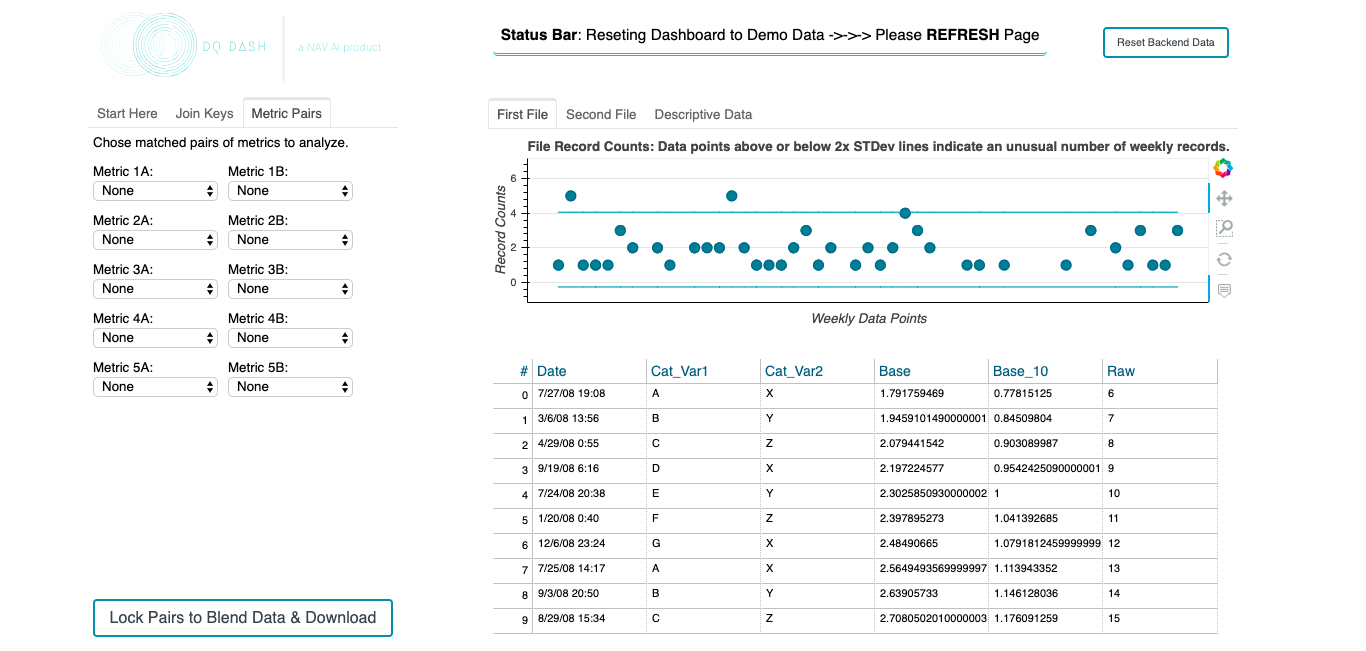 DQ DASH
a NAV AI product
Status Bar: Reseting Dashboard to Demo Data ->->-> Please REFRESH Page
Reset Backend Data
Start Here Join Keys Metric Pairs
Chose matched pairs of metrics to analyze.
Metric 1A: Metric 1B:
None None
Metric 2A: Metric 2B:
None None
Metric 3A: Metric 3B:
None None
Metric 4A: Metric 4B:
None None
Metric 5A: Metric 5B:
None None
Lock Pairs to Blend Data & Download
First File Second File Descriptive Data
File Record Counts: Data points above or below 2x STDev lines indicate an unusual number of weekly records.
Record Counts
6
4
2
0
Weekly Data Points
# Date Cat_Var1 Cat_Var2 Base Base_10 Raw
0 7/27/08 19:08 A X 1.791759469 0.77815125 6
1 3/6/08 13:56 B Y 1.9459101490000001 0.84509804 7
2 4/29/08 0:55 C Z 2.079441542 0.903089987 8
3 9/19/08 6:16 D X 2.197224577 0.9542425090000001 9
4 7/24/08 20:38 E Y 2.3025850930000002 1 10
5 1/20/08 0:40 F Z 2.397895273 1.041392685 11
6 12/6/08 23:24 G X 2.48490665 1.0791812459999999 12
7 7/25/08 14:17 A X 2.5649493569999997 1.113943352 13
8 9/3/08 20:50 B Y 2.63905733 1.146128036 14
9 8/29/08 15:34 C Z 2.7080502010000003 1.176091259 15